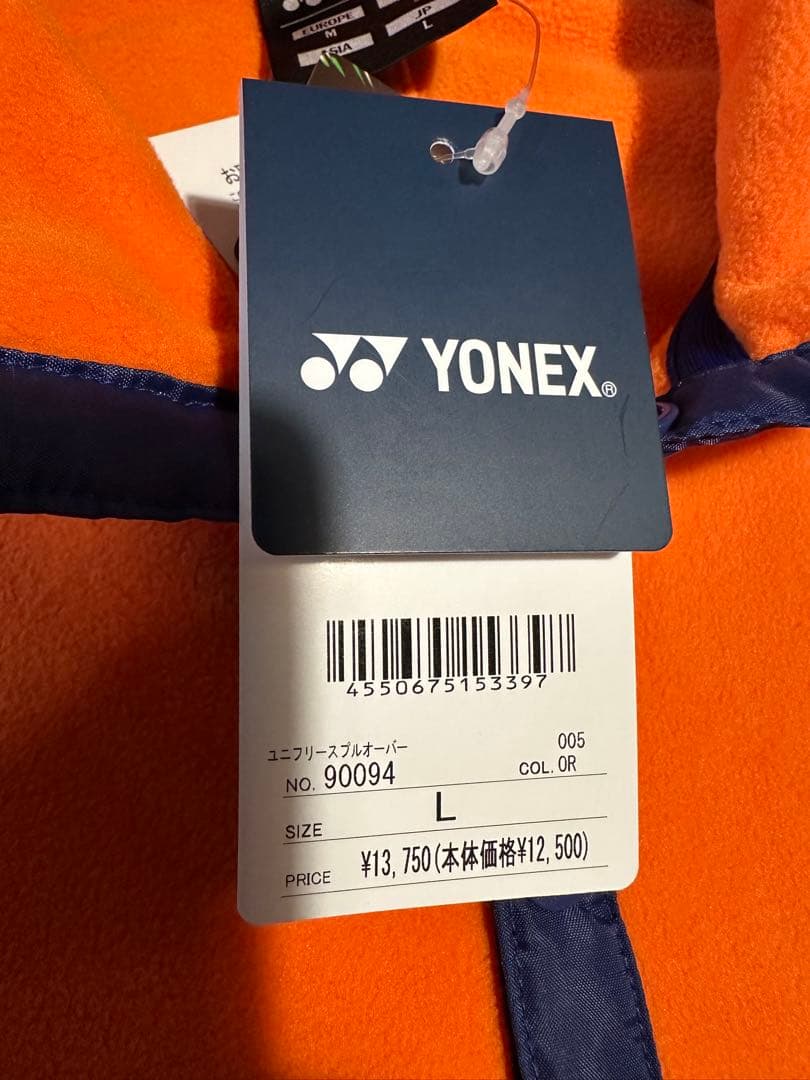 EUROPE
M
JP
L
ASIA
YONEX®
4550675153397
ユニフリースプルオーバー
005
NO. 90094
COL. OR
SIZE L
PRICE ¥13,750(本体価格¥12,500)